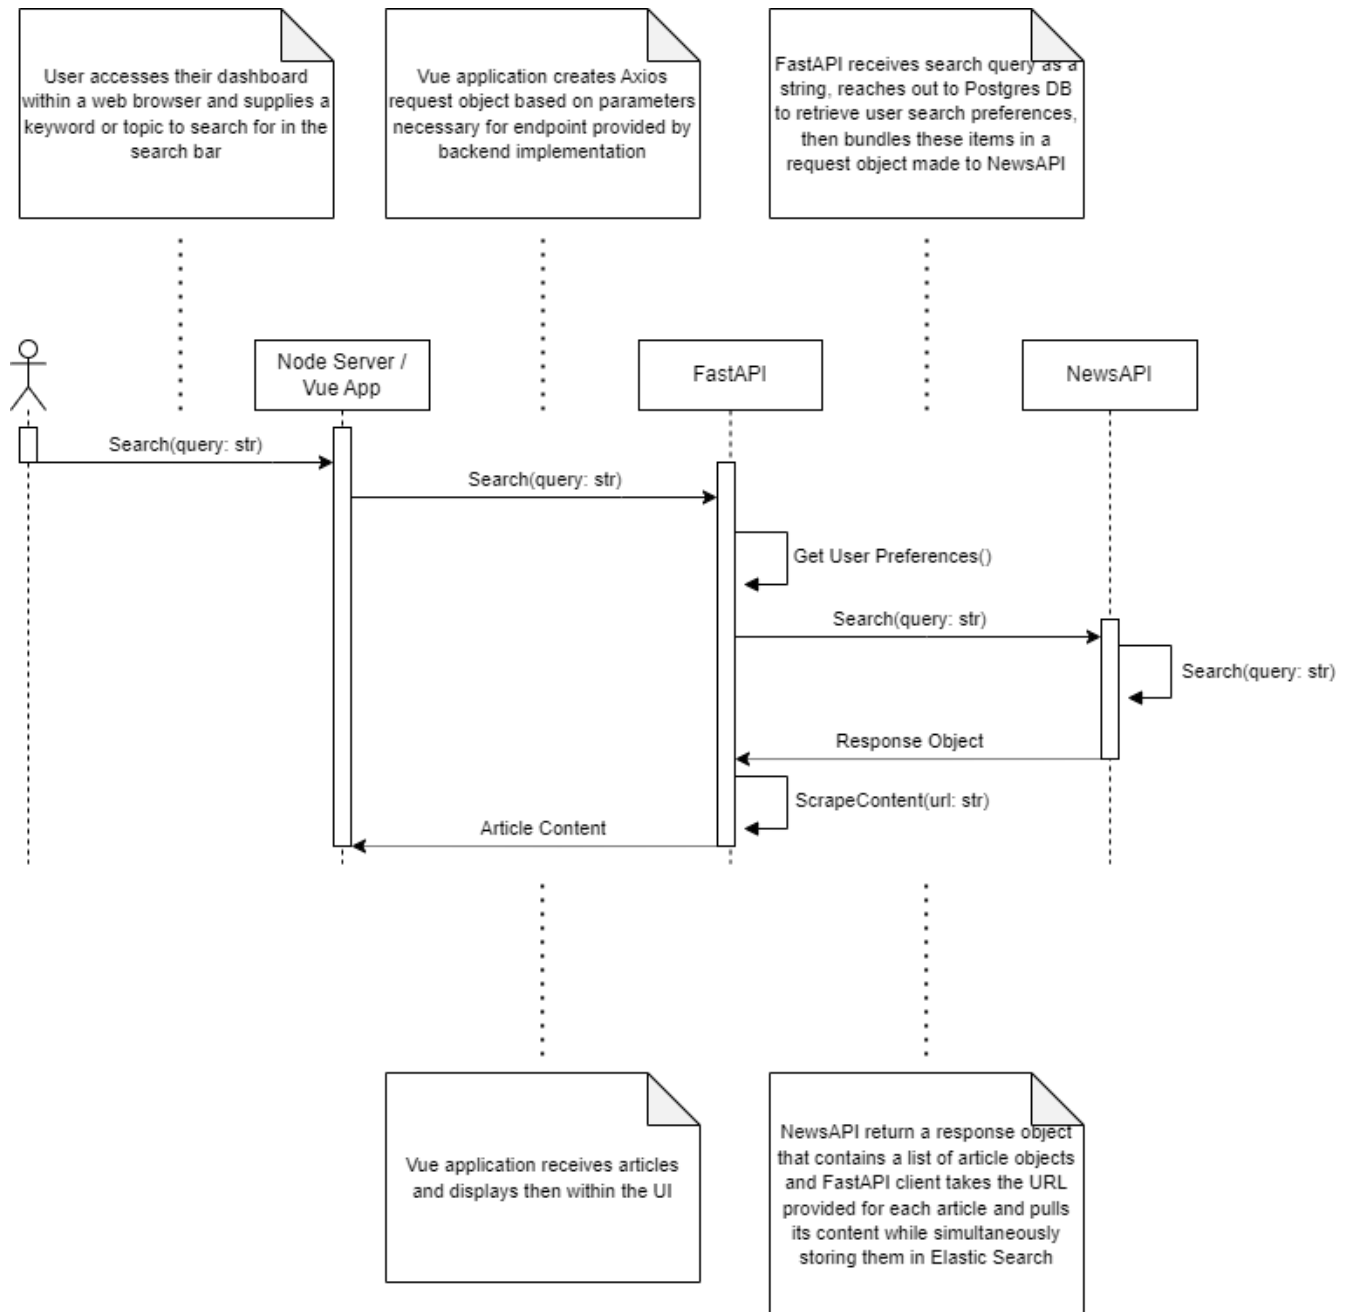 User accesses their dashboard
within a web browser and supplies a
keyword or topic to search for in the
search bar
Vue application creates Axios
request object based on parameters
necessary for endpoint provided by
backend implementation
FastAPI receives search query as a
string, reaches out to Postgres DB
to retrieve user search preferences,
then bundles these items in a
request object made to NewsAPI
Node Server /
Vue App
FastAPI
NewsAPI
Search(query: str)
Search(query: str)
Get User Preferences()
Search(query: str)
Search(query: str)
Response Object
ScrapeContent(url: str)
Article Content
Vue application receives articles
and displays then within the UI
NewsAPI return a response object
that contains a list of article objects
and FastAPI client takes the URL
provided for each article and pulls
its content while simultaneously
storing them in Elastic Search